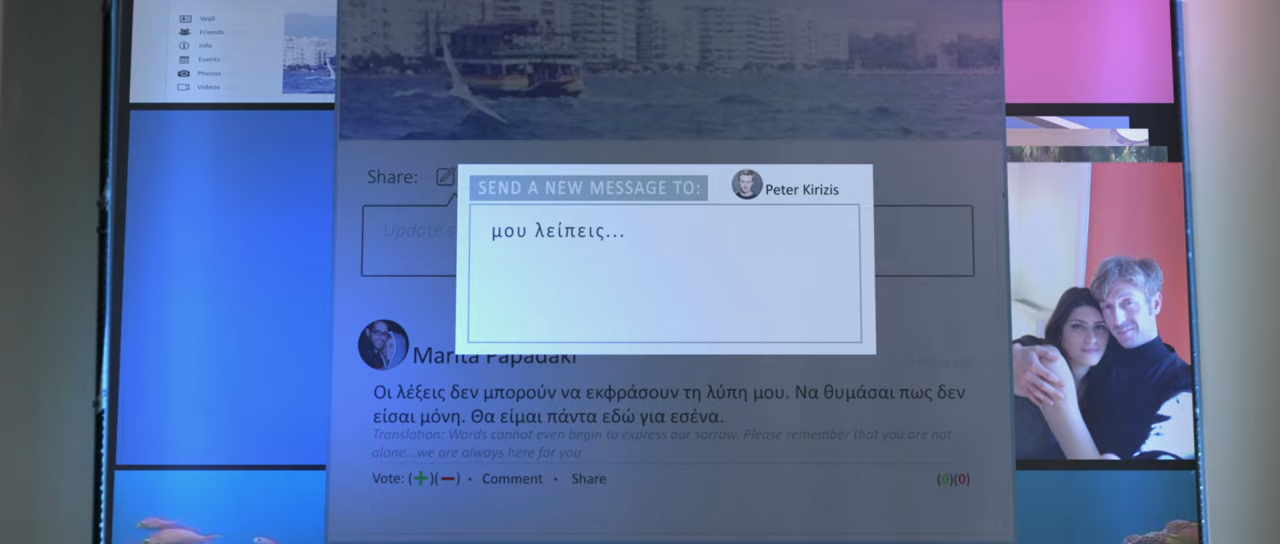 Wall
Friends
Info
Events
Photos
Videos
Share:
SEND A NEW MESSAGE TO: Peter Kirizis
Update s
μου λείπεις...
Marita Papadaki
Οι λέξεις δεν μπορούν να εκφράσουν τη λύπη μου. Να θυμάσαι πως δεν
είσαι μόνη. Θα είμαι πάντα εδώ για εσένα.
Translation: Words cannot even begin to express our sorrow. Please remember that you are not
alone...we are always here for you
Vote: (+)(−) · Comment · Share (0)(0)